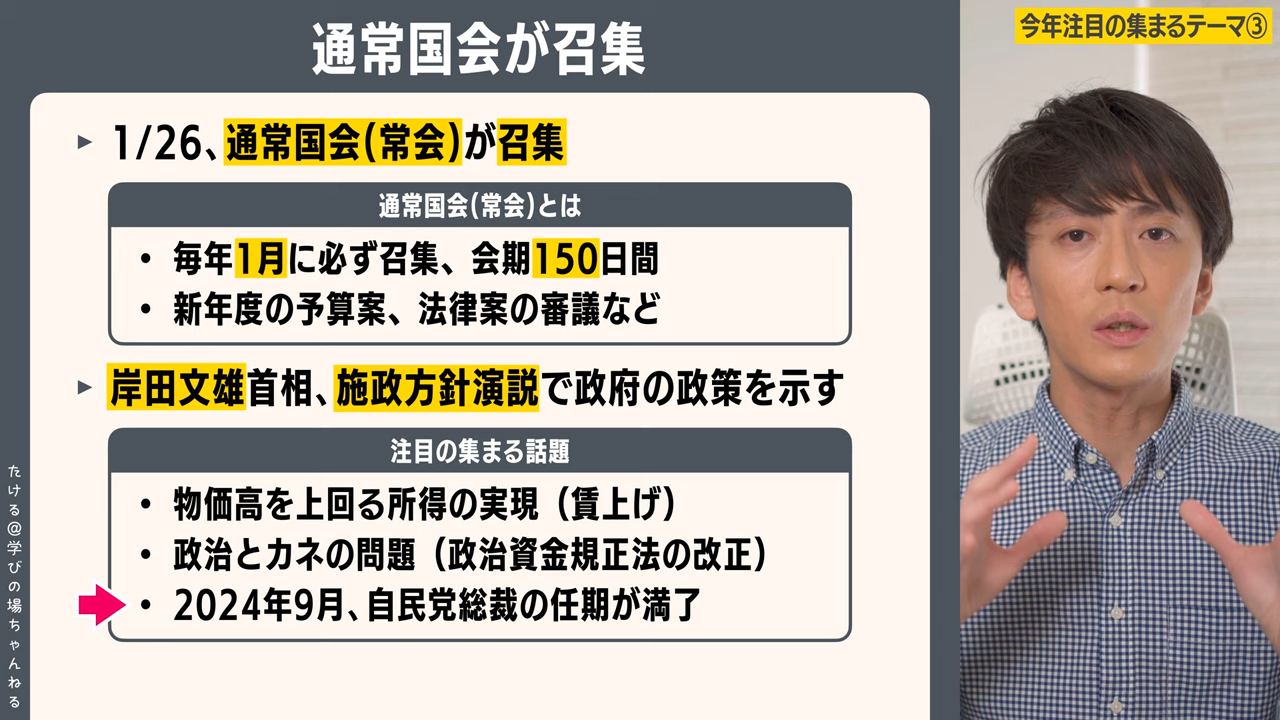 通常国会が召集
今年注目の集まるテーマ③
1/26、通常国会(常会)が召集
通常国会(常会)とは
• 毎年1月に必ず召集、会期150日間
• 新年度の予算案、法律案の審議など
岸田文雄首相、施政方針演説で政府の政策を示す
注目の集まる話題
• 物価高を上回る所得の実現（賃上げ）
• 政治とカネの問題（政治資金規正法の改正）
• 2024年9月、自民党総裁の任期が満了
たける@学びの場ちゃんねる